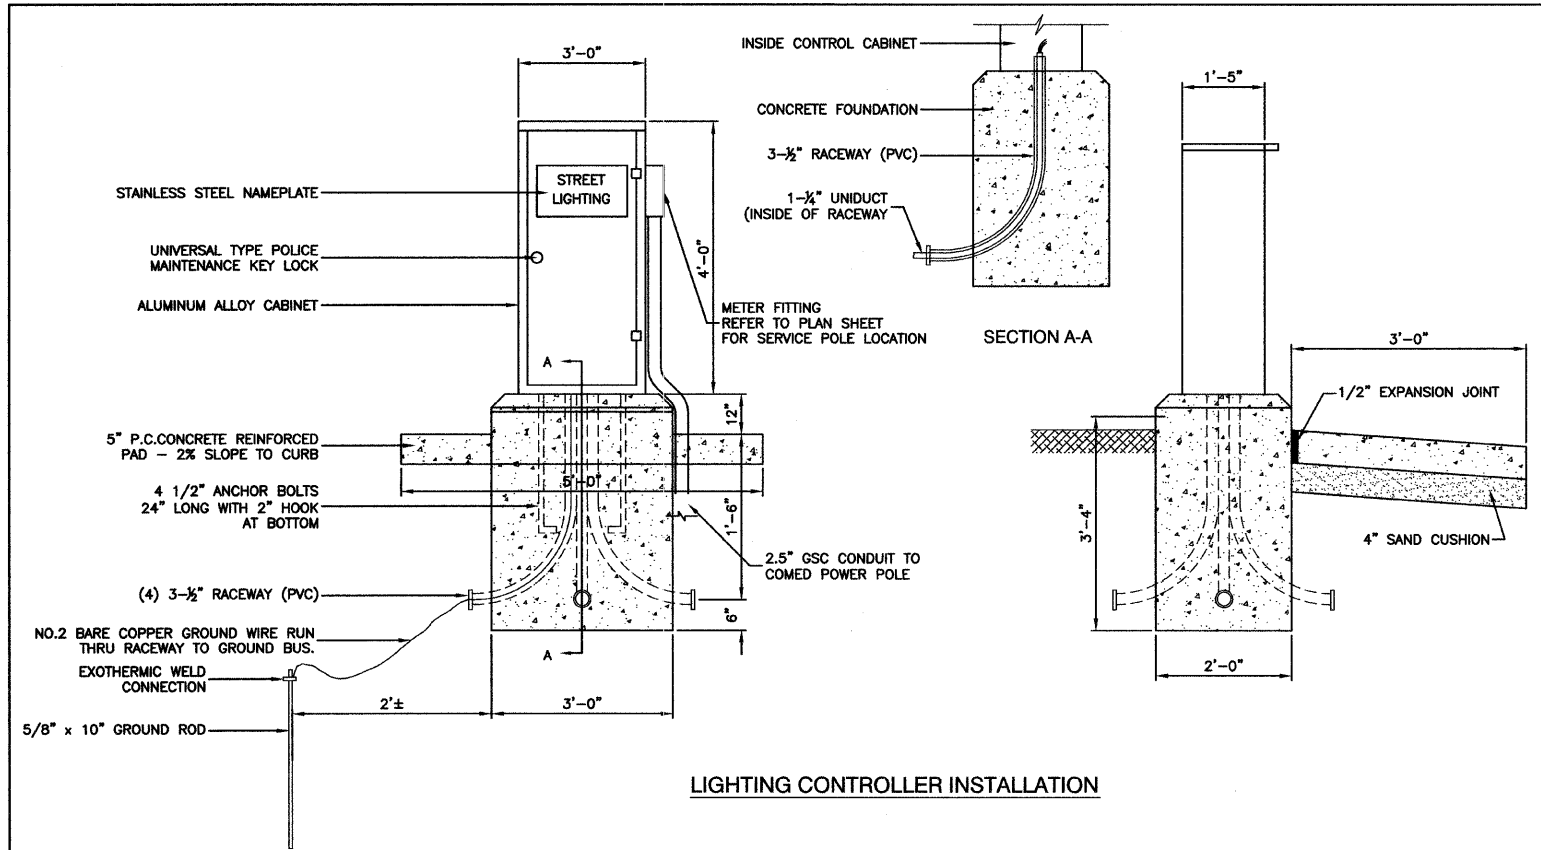 3'-0"
STAINLESS STEEL NAMEPLATE
STREET
LIGHTING
UNIVERSAL TYPE POLICE
MAINTENANCE KEY LOCK
ALUMINUM ALLOY CABINET
4'-0"
METER FITTING
REFER TO PLAN SHEET
FOR SERVICE POLE LOCATION
A
12"
5" P.C.CONCRETE REINFORCED
PAD – 2% SLOPE TO CURB
5'-0"
4 1/2" ANCHOR BOLTS
24" LONG WITH 2" HOOK
AT BOTTOM
1'-6"
2.5" GSC CONDUIT TO
COMED POWER POLE
(4) 3-½" RACEWAY (PVC)
6"
NO.2 BARE COPPER GROUND WIRE RUN
THRU RACEWAY TO GROUND BUS.
A
EXOTHERMIC WELD
CONNECTION
2'±
3'-0"
5/8" x 10" GROUND ROD
INSIDE CONTROL CABINET
CONCRETE FOUNDATION
3-½" RACEWAY (PVC)
1-¼" UNIDUCT
(INSIDE OF RACEWAY
SECTION A-A
1'-5"
3'-0"
1/2" EXPANSION JOINT
3'-4"
4" SAND CUSHION
2'-0"
LIGHTING CONTROLLER INSTALLATION